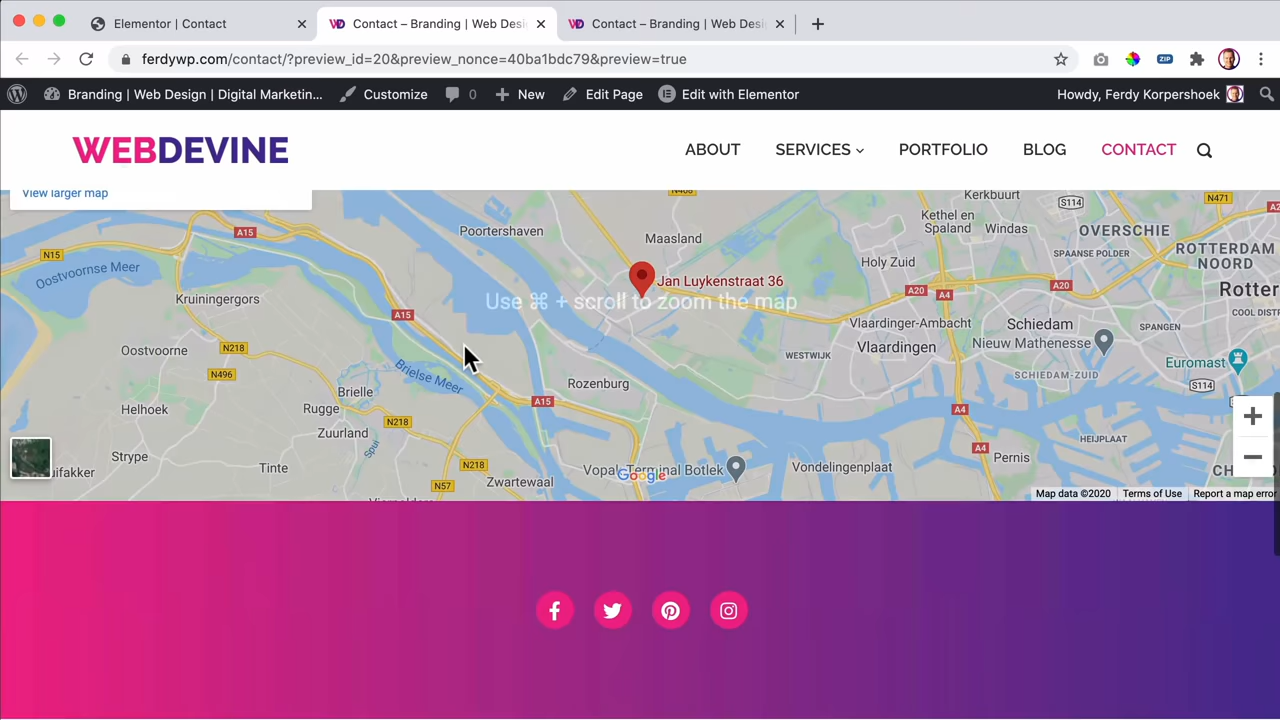 Elementor | Contact
Contact – Branding | Web Desi
Contact – Branding | Web Desi
ferdywp.com/contact/?preview_id=20&preview_nonce=40ba1bdc79&preview=true
ZIP
Branding | Web Design | Digital Marketin...
Customize
0
New
Edit Page
Edit with Elementor
Howdy, Ferdy Korpershoek
WEBDEVINE
ABOUT
SERVICES
PORTFOLIO
BLOG
CONTACT
View larger map
N468
Kerkbuurt
S114
N471
Poortershaven
Maasland
Kethel en
Spaland
Windas
OVERSCHIE
SPAANSE POLDER
ROTTERDAM
NOORD
A15
N15
Oostvoornse Meer
Holy Zuid
A20
A4
A20
Rotter
Jan Luykenstraat 36
Use ⌘ + scroll to zoom the map
Kruiningergors
A15
Vlaardinger-Ambacht
Vlaardingen
Schiedam
Nieuw Mathenesse
SPANGEN
COOL DIST
Oostvoorne
N218
N496
WESTWIJK
Euromast
SCHIEDAM-ZUID
S114
Brielse Meer
Brielle
Rozenburg
A15
Helhoek
Rugge
Zuurland
N218
Spui
A4
HEIJPLAAT
A4
Pernis
Strype
Tinte
N218
Zwartewaal
N57
Vopak Terminal Botlek
Vondelingenplaat
Google
Map data ©2020
Terms of Use
Report a map error